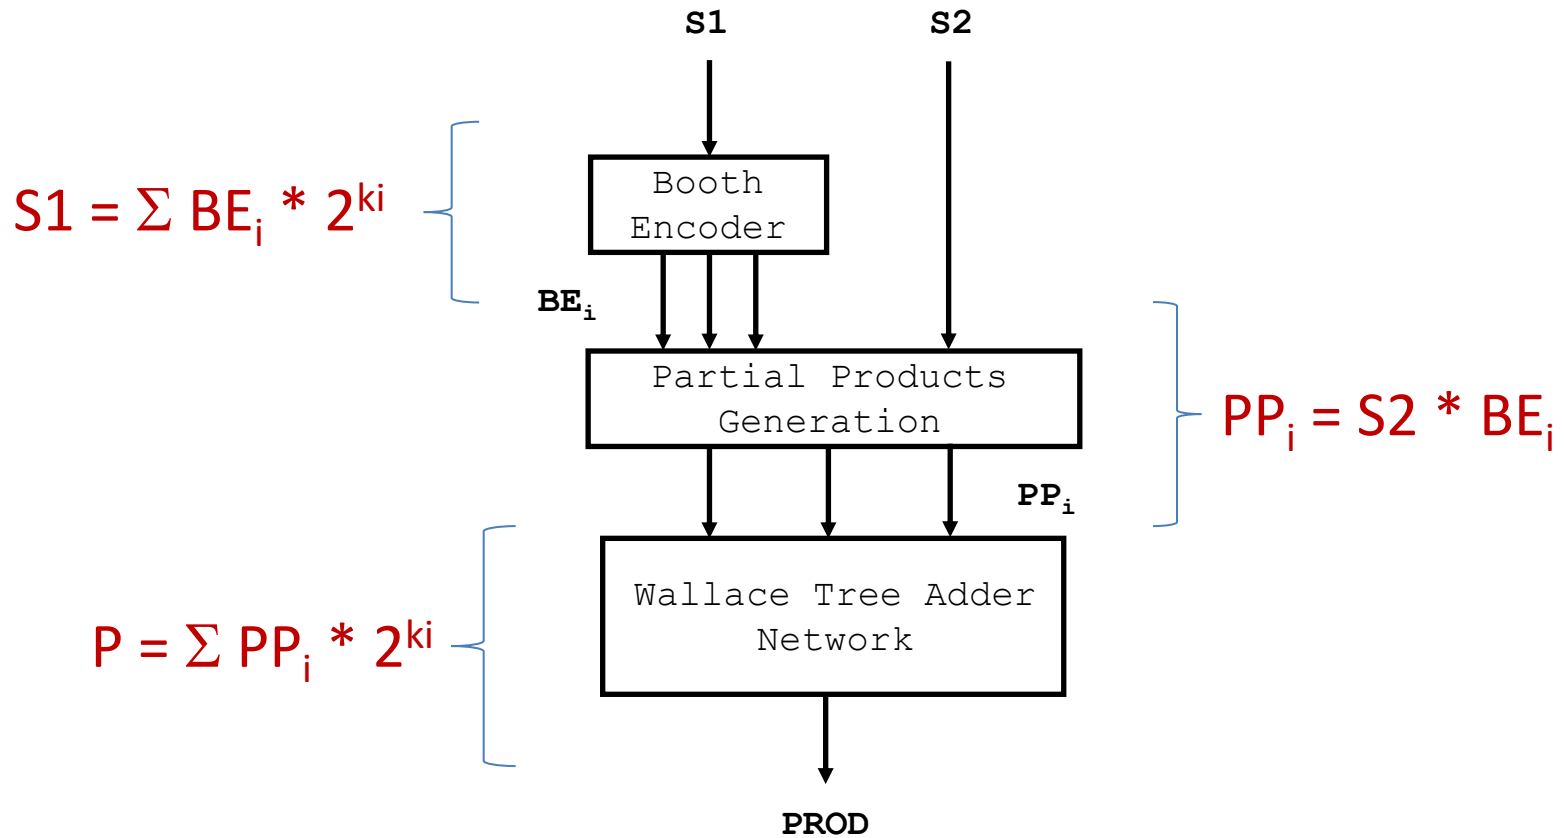 S1 S2
Booth
Encoder
S1 = Σ BEᵢ * 2ᵏⁱ
BEᵢ
Partial Products
Generation
PPᵢ = S2 * BEᵢ
PPᵢ
Wallace Tree Adder
Network
P = Σ PPᵢ * 2ᵏⁱ
PROD